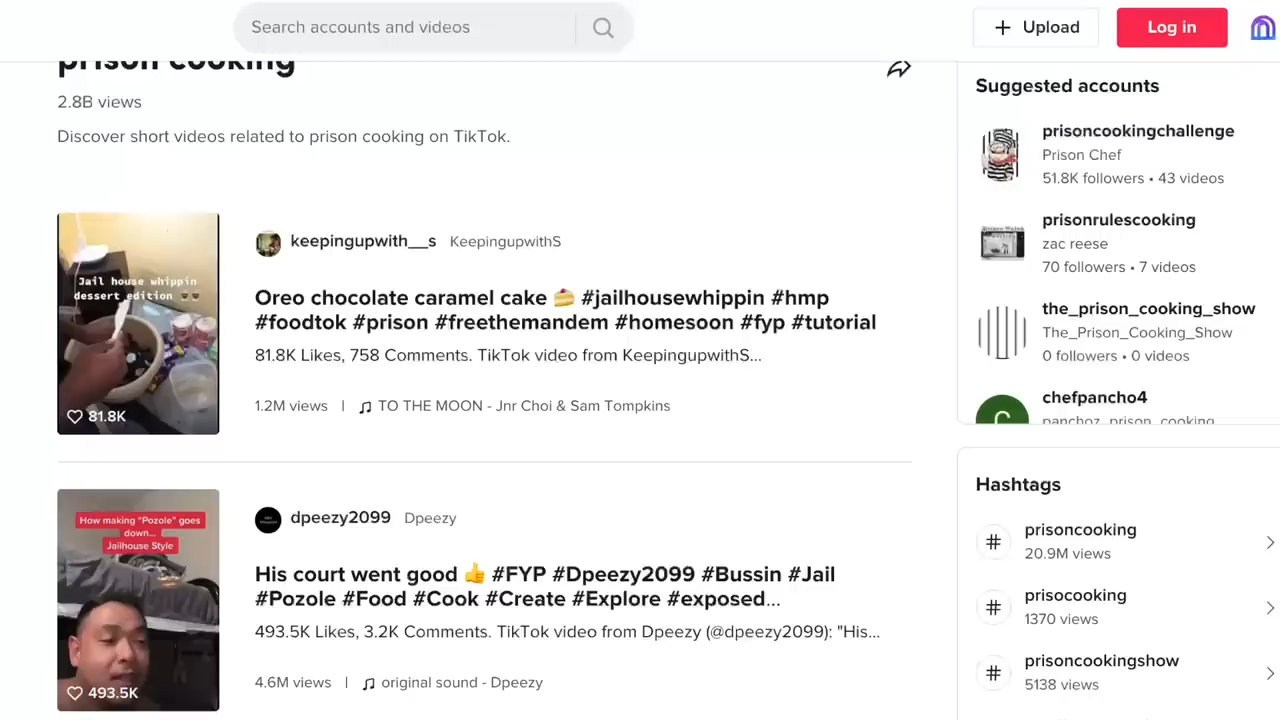 Search accounts and videos
Upload
Log in
prison cooking
2.8B views
Discover short videos related to prison cooking on TikTok.
Jail house whippin
dessert edition
81.8K
keepingupwith__s KeepingupwithS
Oreo chocolate caramel cake 🍰 #jailhousewhippin #hmp
#foodtok #prison #freethemandem #homesoon #fyp #tutorial
81.8K Likes, 758 Comments. TikTok video from KeepingupwithS...
1.2M views | TO THE MOON - Jnr Choi & Sam Tompkins
How making "Pozole" goes
down...
Jailhouse Style
493.5K
dpeezy2099 Dpeezy
His court went good 👍 #FYP #Dpeezy2099 #Bussin #Jail
#Pozole #Food #Cook #Create #Explore #exposed...
493.5K Likes, 3.2K Comments. TikTok video from Dpeezy (@dpeezy2099): "His...
4.6M views | original sound - Dpeezy
Suggested accounts
prisoncookingchallenge
Prison Chef
51.8K followers • 43 videos
prisonrulescooking
zac reese
70 followers • 7 videos
the_prison_cooking_show
The_Prison_Cooking_Show
0 followers • 0 videos
C
chefpancho4
panchoz_prison_cooking
Hashtags
# prisoncooking
20.9M views
# prisocooking
1370 views
# prisoncookingshow
5138 views